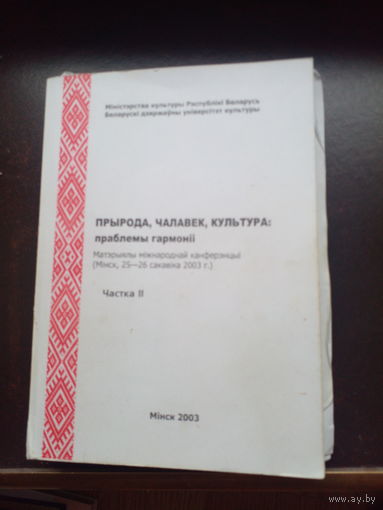 Міністэрства культуры Рэспублікі Беларусь
Беларускі дзяржаўны універсітэт культуры
ПРЫРОДА, ЧАЛАВЕК, КУЛЬТУРА:
праблемы гармоніі
Матэрыялы міжнароднай канферэнцыі
(Мінск, 25—26 сакавіка 2003 г.)
Частка II
Мінск 2003
www.ay.by